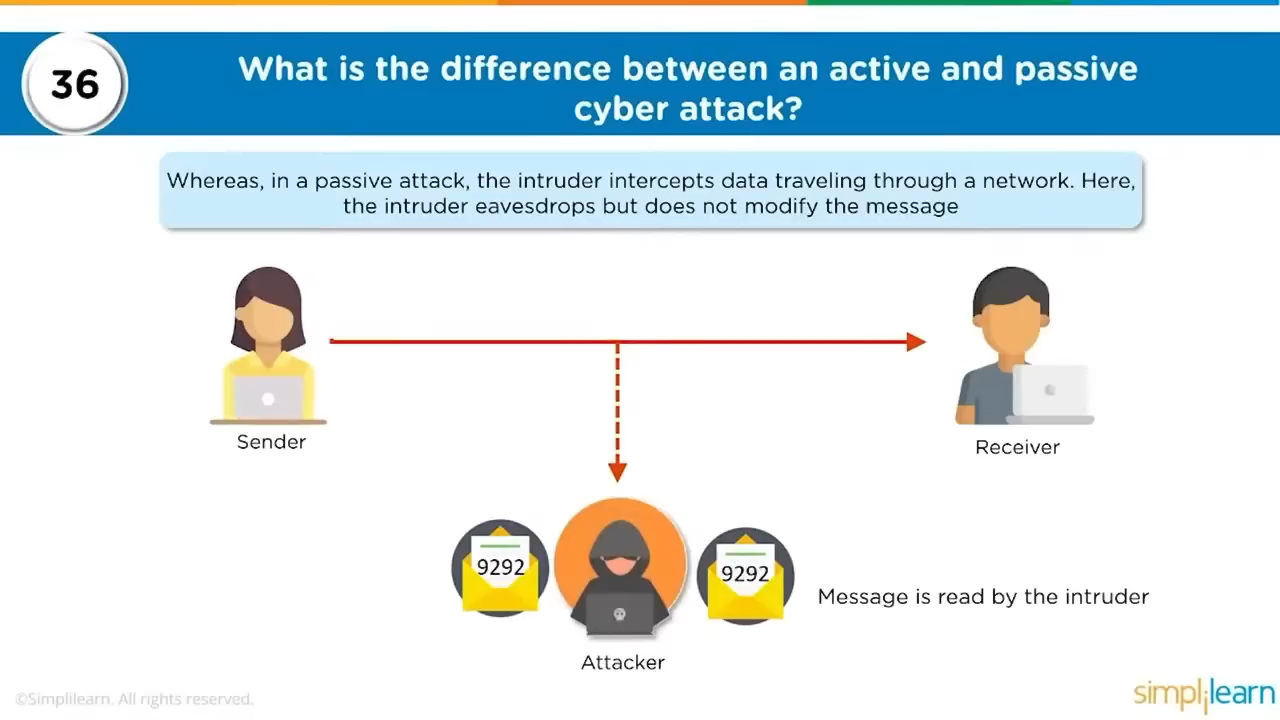 36
What is the difference between an active and passive
cyber attack?
Whereas, in a passive attack, the intruder intercepts data traveling through a network. Here,
the intruder eavesdrops but does not modify the message
Sender
Receiver
9292
9292
Message is read by the intruder
Attacker
©Simplilearn. All rights reserved.
simplilearn